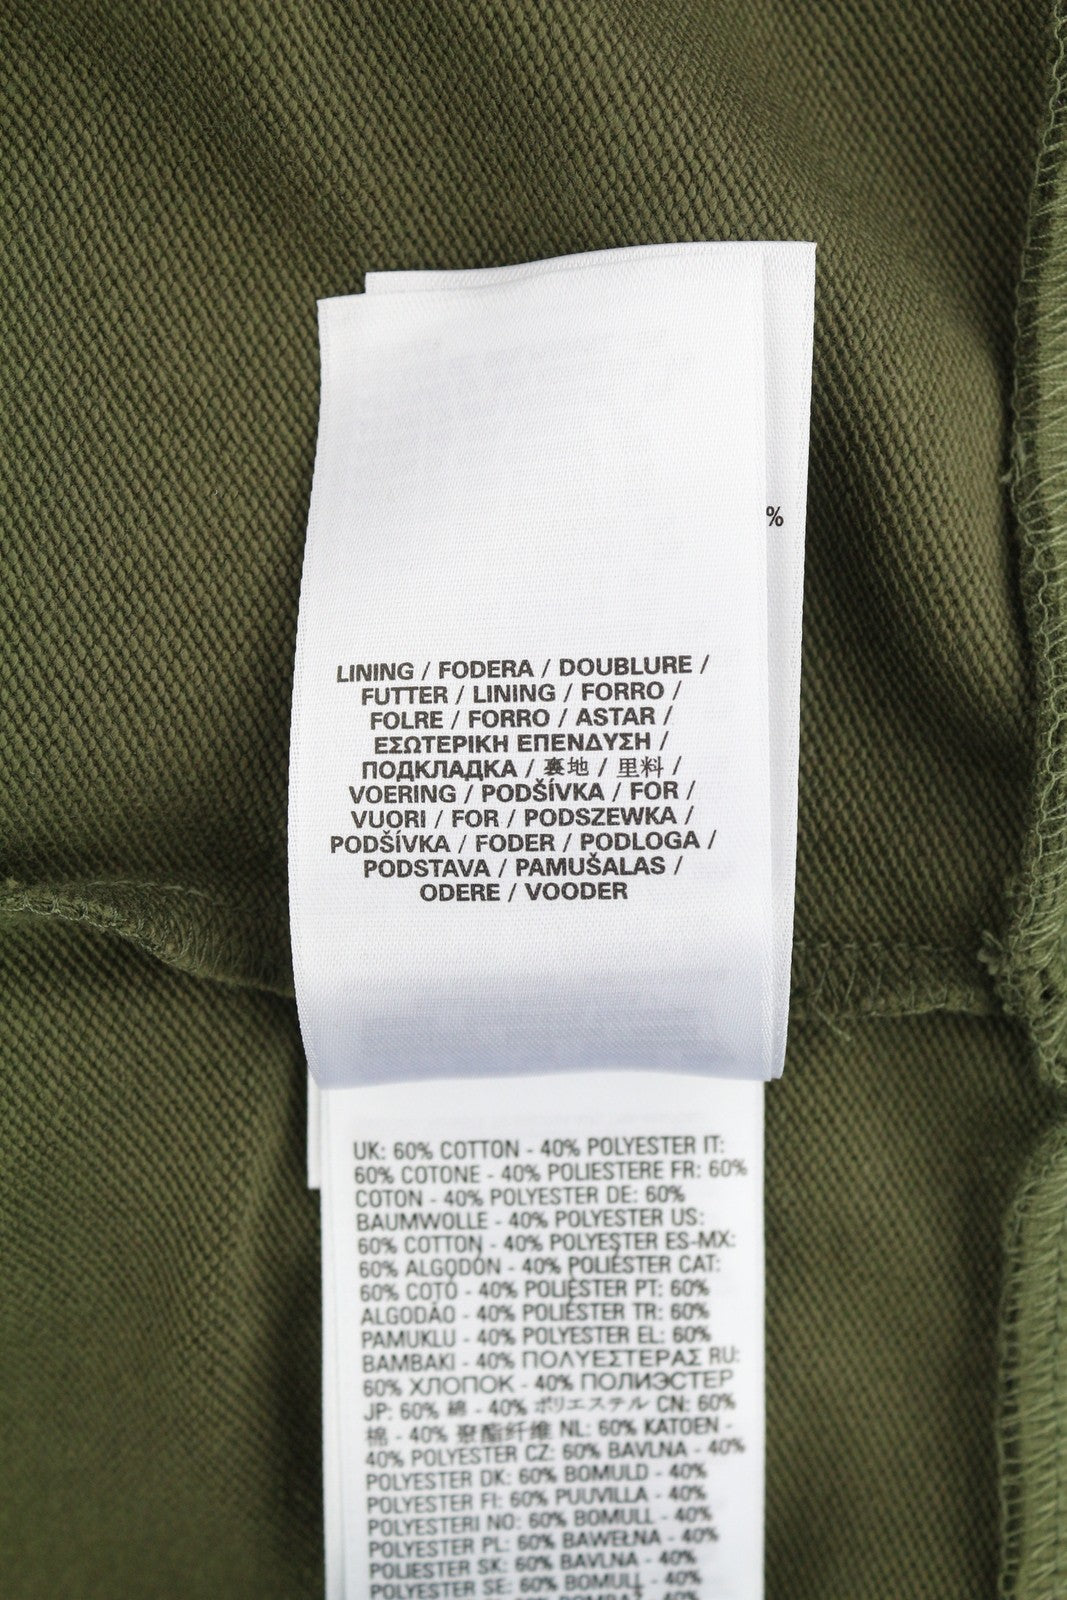 %
LINING / FODERA / DOUBLURE /
FUTTER / LINING / FORRO /
FOLRE / FORRO / ASTAR /
ΕΣΩΤΕΡΙΚΗ ΕΠΕΝΔΥΣΗ /
ПОДКЛАДКА / 裏地 / 里料 /
VOERING / PODŠÍVKA / FOR /
VUORI / FOR / PODSZEWKA /
PODŠÍVKA / FODER / PODLOGA /
PODSTAVA / PAMUŠALAS /
ODERE / VOODER
UK: 60% COTTON - 40% POLYESTER IT:
60% COTONE - 40% POLIESTERE FR: 60%
COTON - 40% POLYESTER DE: 60%
BAUMWOLLE - 40% POLYESTER US:
60% COTTON - 40% POLYESTER ES-MX:
60% ALGODÓN - 40% POLIÉSTER CAT:
60% COTÓ - 40% POLIÈSTER PT: 60%
ALGODÃO - 40% POLIÉSTER TR: 60%
PAMUKLU - 40% POLYESTER EL: 60%
ΒΑΜΒΑΚΙ - 40% ΠΟΛΥΕΣΤΕΡΑΣ RU:
60% ХЛОПОК - 40% ПОЛИЭСТЕР
JP: 60% 綿 - 40% ポリエステル CN: 60%
棉 - 40% 聚酯纤维 NL: 60% KATOEN -
40% POLYESTER CZ: 60% BAVLNA - 40%
POLYESTER DK: 60% BOMULD - 40%
POLYESTER FI: 60% PUUVILLA - 40%
POLYESTERI NO: 60% BOMULL - 40%
POLYESTER PL: 60% BAWEŁNA - 40%
POLIESTER SK: 60% BAVLNA - 40%
POLYESTER SE: 60% BOMULL - 40%